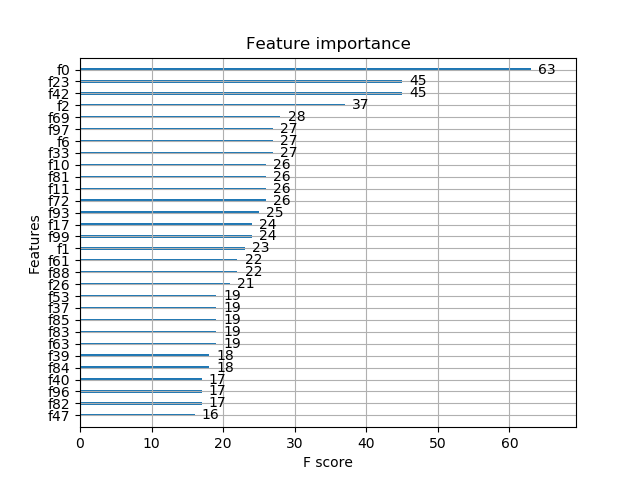 Feature importance
Features
f0 63
f23 45
f42 45
f2 37
f69 28
f97 27
f6 27
f33 27
f10 26
f81 26
f11 26
f72 26
f93 25
f17 24
f99 24
f1 23
f61 22
f88 22
f26 21
f53 19
f37 19
f85 19
f83 19
f63 19
f39 18
f84 18
f40 17
f96 17
f82 17
f47 16
0 10 20 30 40 50 60
F score